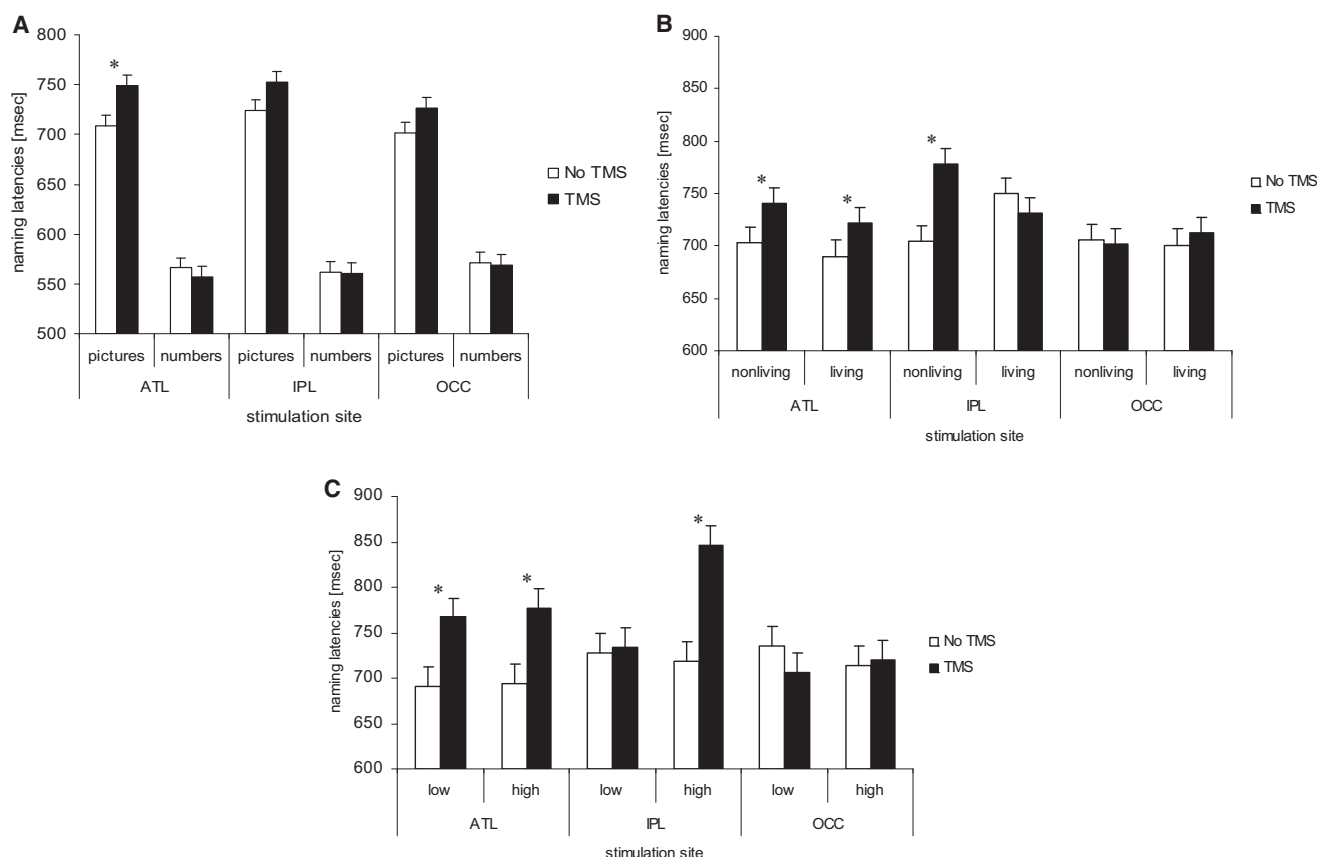 A
naming latencies [msec]
800
750
700
650
600
550
500
*
pictures numbers pictures numbers pictures numbers
ATL IPL OCC
stimulation site
No TMS
TMS
B
naming latencies [msec]
900
850
800
750
700
650
600
* * *
nonliving living nonliving living nonliving living
ATL IPL OCC
stimulation site
No TMS
TMS
C
naming latencies [msec]
900
850
800
750
700
650
600
* * *
low high low high low high
ATL IPL OCC
stimulation site
No TMS
TMS